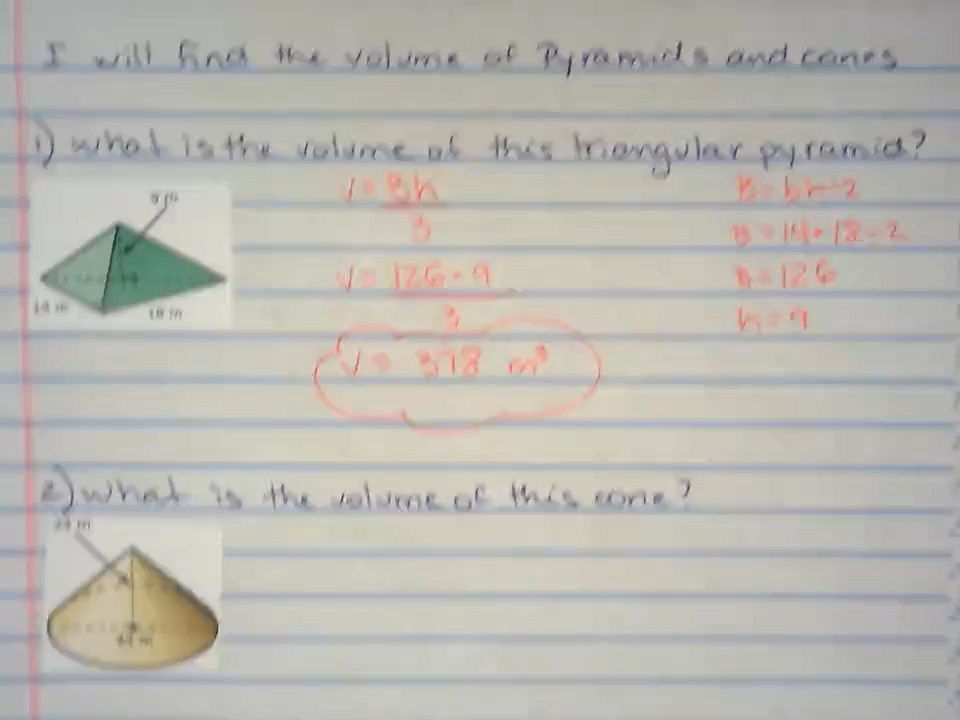 I will find the volume of Pyramids and cones
1) What is the volume of this triangular pyramid?
9 m
14 m
18 m
V = Bh
3
V = 126 • 9
3
V = 378 m³
B = bh ÷ 2
B = 14 • 18 ÷ 2
B = 126
h = 9
2) What is the volume of this cone?
m
m